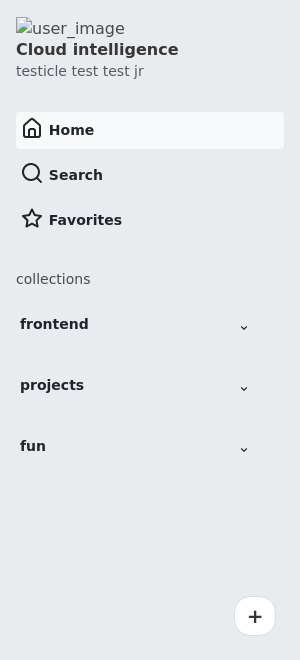 user_image
Cloud intelligence
testicle test test jr
Home
Search
Favorites
collections
frontend
projects
fun
+